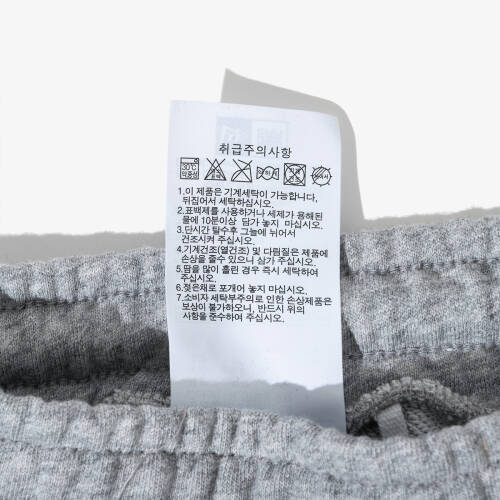 취급주의사항
30℃
약중성
1.이 제품은 기계세탁이 가능합니다,
뒤집어서 세탁하십시오.
2.표백제를 사용하거나 세제가 용해된
물에 10분이상 담가 놓지 마십시오.
3.단시간 탈수후 그늘에 뉘어서
건조시켜 주십시오.
4.기계건조(열건조) 및 다림질은 제품에
손상을 줄수 있으니 삼가 주십시오.
5.땀을 많이 흘린 경우 즉시 세탁하여
주십시오.
6.젖은채로 포개어 놓지 마십시오.
7.소비자 세탁부주의로 인한 손상제품은
보상이 불가하오니, 반드시 위의
사항을 준수하여 주십시오.